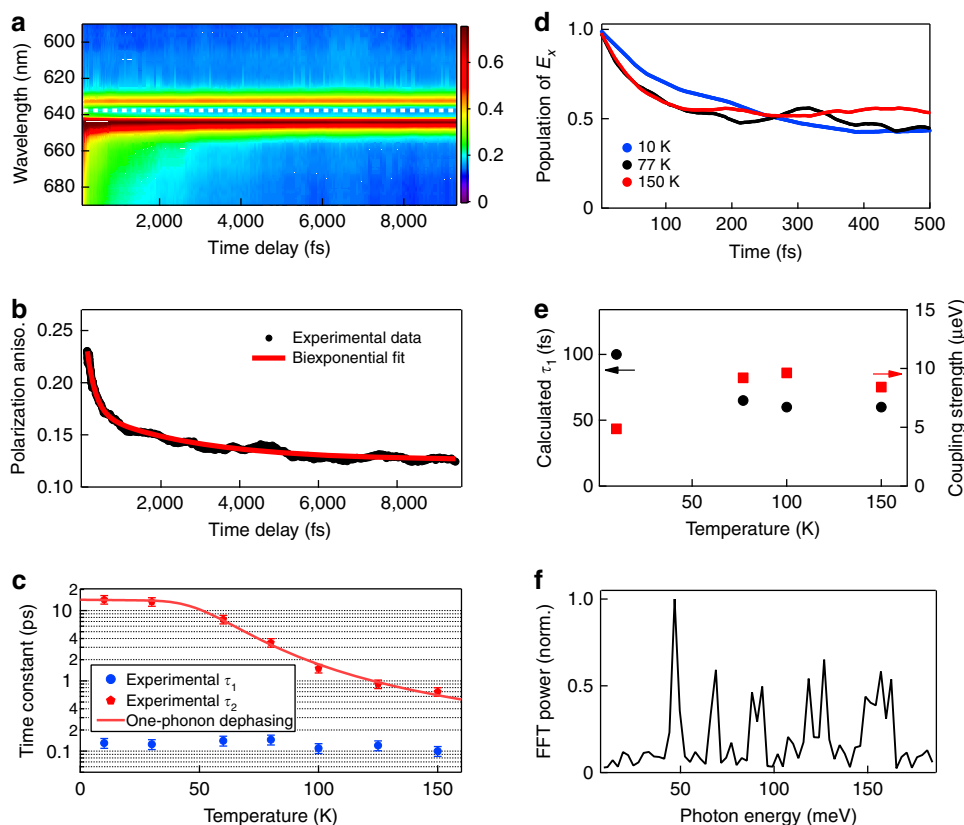 a
Wavelength (nm)
600
620
640
660
680
2,000
4,000
6,000
8,000
Time delay (fs)
0.6
0.4
0.2
0
b
Polarization aniso.
0.25
0.20
0.15
0.10
Experimental data
Biexponential fit
2,000
4,000
6,000
8,000
Time delay (fs)
c
Time constant (ps)
2
10
4
2
1
4
2
0.1
Experimental τ1
Experimental τ2
One-phonon dephasing
0
50
100
150
Temperature (K)
d
Population of Ex
1.0
0.5
0
10 K
77 K
150 K
100
200
300
400
500
Time (fs)
e
Calculated τ1 (fs)
100
75
50
25
0
50
100
150
Temperature (K)
15
10
5
0
Coupling strength (μeV)
f
FFT power (norm.)
1.0
0.5
0
50
100
150
Photon energy (meV)